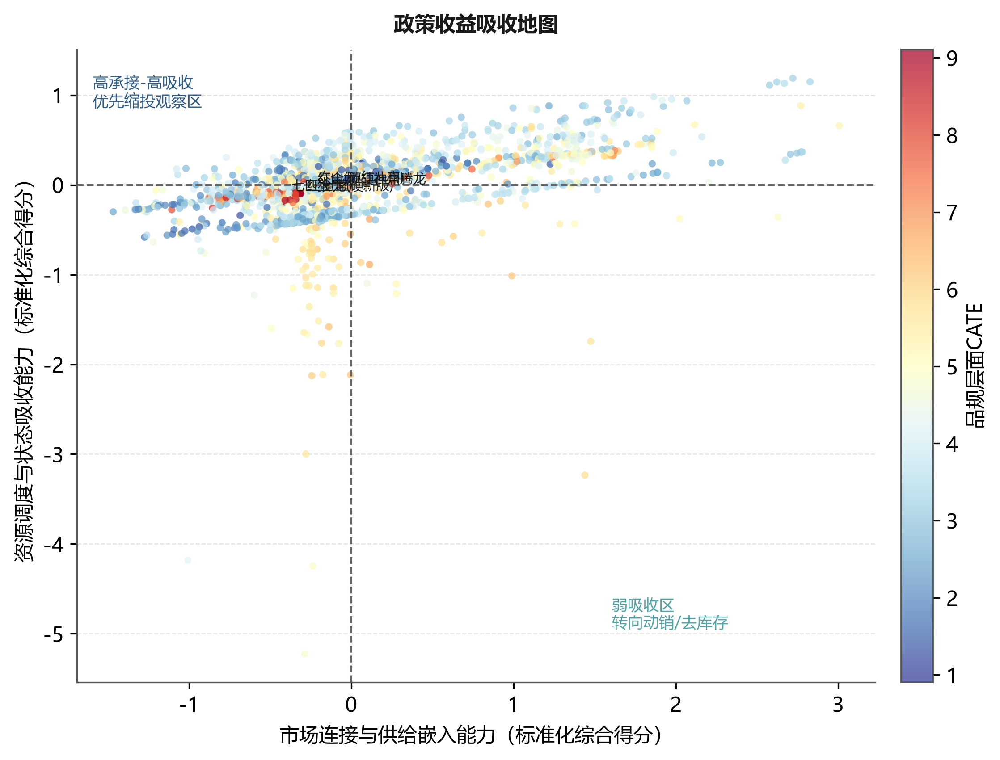 政策收益吸收地图
高承接-高吸收
优先缩投观察区
弱吸收区
转向动销/去库存
1
0
-1
-2
-3
-4
-5
-1
0
1
2
3
资源调度与状态吸收能力（标准化综合得分）
市场连接与供给嵌入能力（标准化综合得分）
9
8
7
6
5
4
3
2
1
品规层面CATE